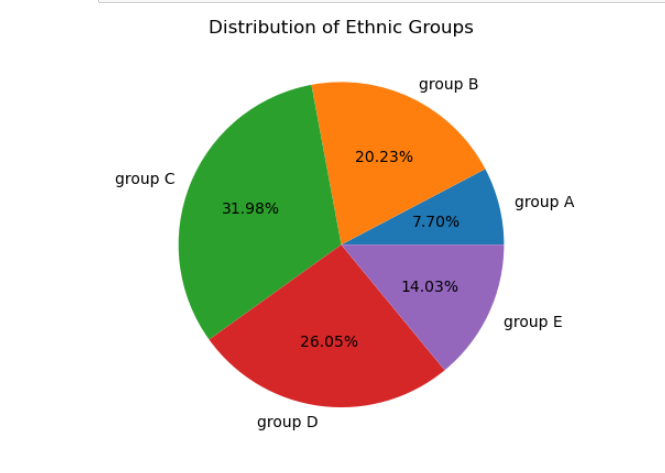 Distribution of Ethnic Groups
group B
20.23%
group C
31.98%
group A
7.70%
14.03%
group E
26.05%
group D